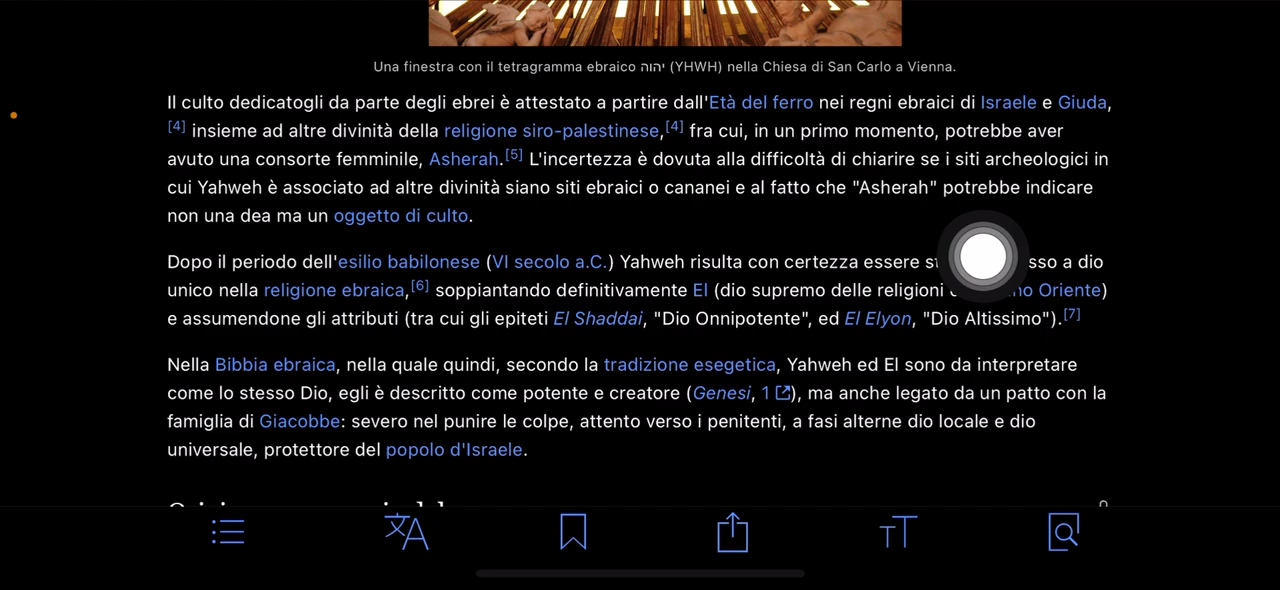 Una finestra con il tetragramma ebraico יהוה (YHWH) nella Chiesa di San Carlo a Vienna.
Il culto dedicatogli da parte degli ebrei è attestato a partire dall'Età del ferro nei regni ebraici di Israele e Giuda,
[4] insieme ad altre divinità della religione siro-palestinese,[4] fra cui, in un primo momento, potrebbe aver
avuto una consorte femminile, Asherah.[5] L'incertezza è dovuta alla difficoltà di chiarire se i siti archeologici in
cui Yahweh è associato ad altre divinità siano siti ebraici o cananei e al fatto che "Asherah" potrebbe indicare
non una dea ma un oggetto di culto.
Dopo il periodo dell'esilio babilonese (VI secolo a.C.) Yahweh risulta con certezza essere a dio
unico nella religione ebraica,[6] soppiantando definitivamente El (dio supremo delle religioni Oriente)
e assumendone gli attributi (tra cui gli epiteti El Shaddai, "Dio Onnipotente", ed El Elyon, "Dio Altissimo").[7]
Nella Bibbia ebraica, nella quale quindi, secondo la tradizione esegetica, Yahweh ed El sono da interpretare
come lo stesso Dio, egli è descritto come potente e creatore (Genesi, 1), ma anche legato da un patto con la
famiglia di Giacobbe: severo nel punire le colpe, attento verso i penitenti, a fasi alterne dio locale e dio
universale, protettore del popolo d'Israele.